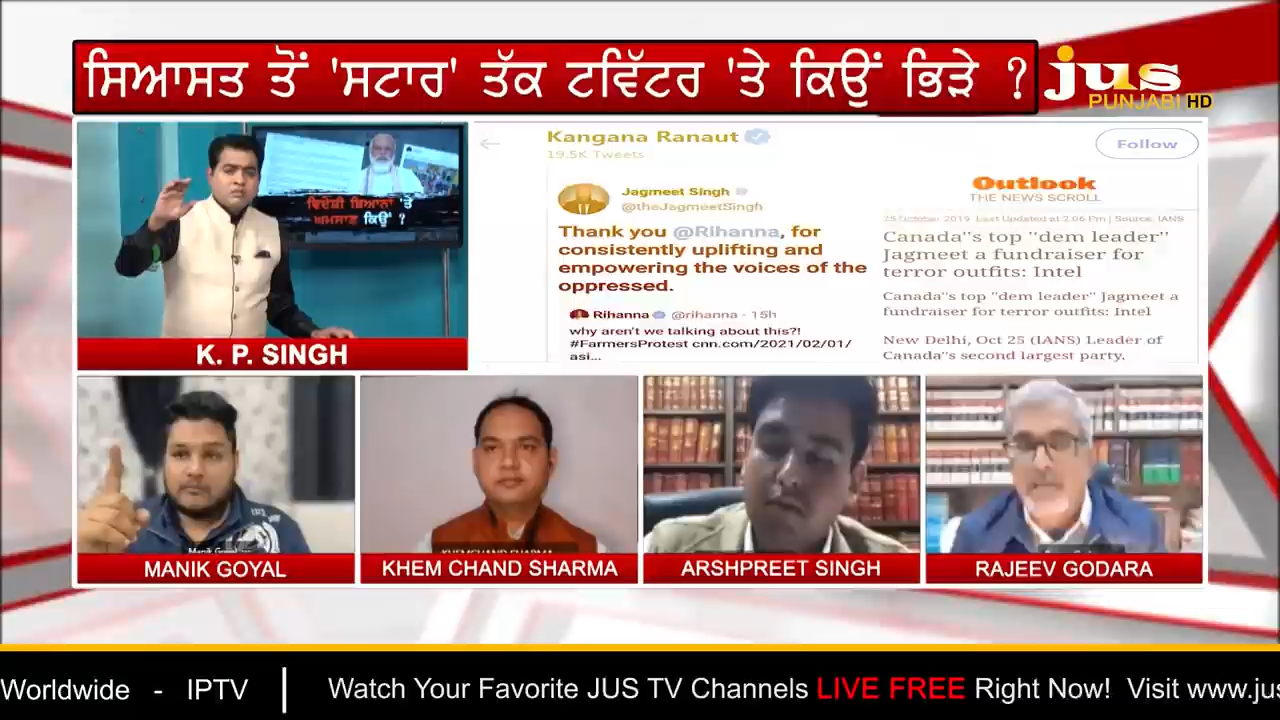 ਸਿਆਸਤ ਤੋਂ 'ਸਟਾਰ' ਤੱਕ ਟਵਿੱਟਰ 'ਤੇ ਕਿਉਂ ਭਿੜੇ ?
jus
PUNJABI HD
ਵਿਦੇਸ਼ੀ ਬਿਆਨਾਂ 'ਤੇ
ਘਮਸਾਣ ਕਿਉਂ ?
K. P. SINGH
Kangana Ranaut
19.5K Tweets
Follow
Jagmeet Singh
@theJagmeetSingh
Thank you @Rihanna, for
consistently uplifting and
empowering the voices of the
oppressed.
Rihanna @rihanna · 15h
why aren't we talking about this?!
#FarmersProtest cnn.com/2021/02/01/
asi...
Outlook
THE NEWS SCROLL
25 October 2019 Last Updated at 2:06 Pm | Source: IANS
Canada"s top "dem leader"
Jagmeet a fundraiser for
terror outfits: Intel
Canada"s top "dem leader" Jagmeet a
fundraiser for terror outfits: Intel
New Delhi, Oct 25 (IANS) Leader of
Canada"s second largest party,
MANIK GOYAL
KHEMCHAND SHARMA
KHEM CHAND SHARMA
ARSHPREET SINGH
RAJEEV GODARA
Worldwide - IPTV | Watch Your Favorite JUS TV Channels LIVE FREE Right Now! Visit www.jus